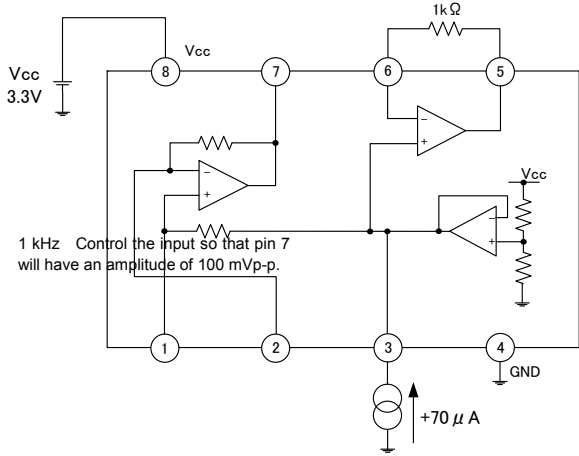 1kΩ
Vcc
8
7
6
5
Vcc
3.3V
−
+
−
+
Vcc
−
+
1 kHz Control the input so that pin 7
will have an amplitude of 100 mVp-p.
1
2
3
4
GND
+70 μ A